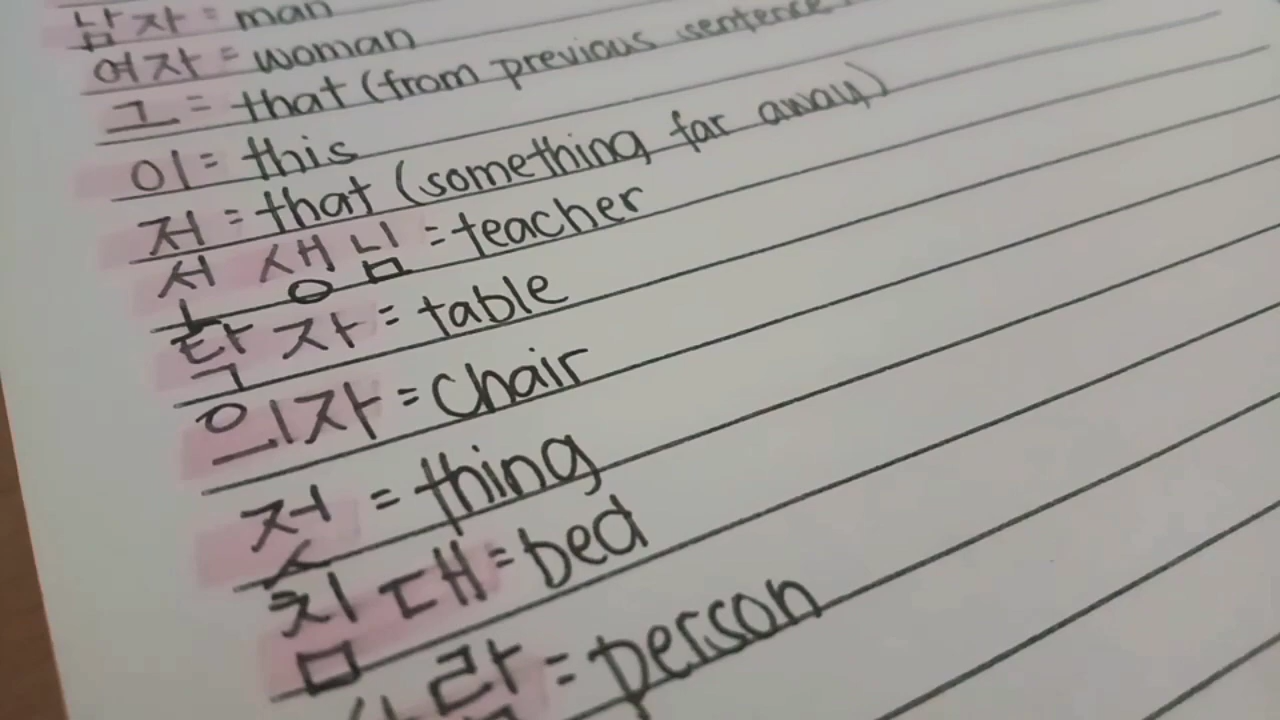 남자 = man
여자 = woman
그 = that (from previous sentence
이 = this
저 = that (something far away)
선생님 = teacher
탁자 = table
의자 = chair
젓 = thing
침대 = bed
사람 = person